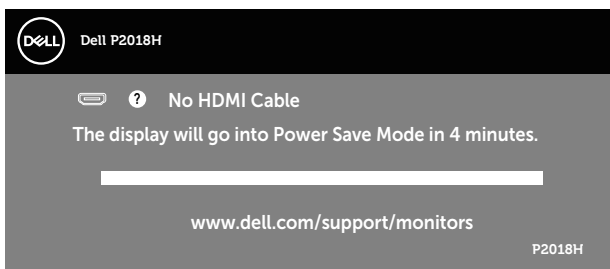 DELL
Dell P2018H
? No HDMI Cable
The display will go into Power Save Mode in 4 minutes.
www.dell.com/support/monitors
P2018H